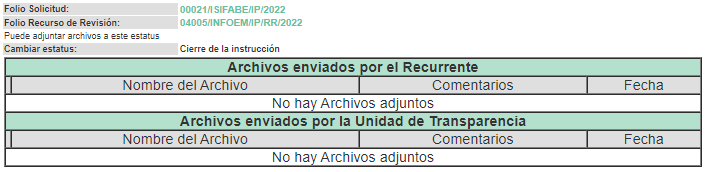 Folio Solicitud: 00021/ISIFABE/IP/2022
Folio Recurso de Revisión: 04005/INFOEM/IP/RR/2022
Puede adjuntar archivos a este estatus
Cambiar estatus: Cierre de la instrucción
Archivos enviados por el Recurrente
Nombre del Archivo Comentarios Fecha
No hay Archivos adjuntos
Archivos enviados por la Unidad de Transparencia
Nombre del Archivo Comentarios Fecha
No hay Archivos adjuntos